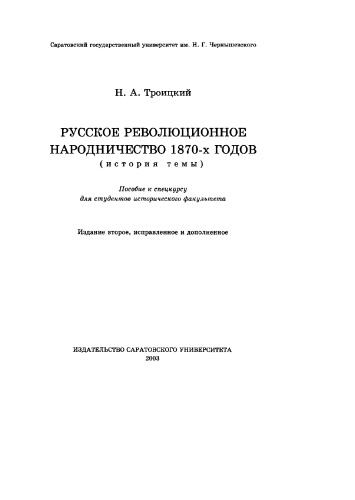 Саратовский государственный университет им. Н. Г. Чернышевского
Н. А. Троицкий
РУССКОЕ РЕВОЛЮЦИОННОЕ
НАРОДНИЧЕСТВО 1870-х ГОДОВ
(история темы)
Пособие к спецкурсу
для студентов исторического факультета
Издание второе, исправленное и дополненное
ИЗДАТЕЛЬСТВО САРАТОВСКОГО УНИВЕРСИТЕТА
2003